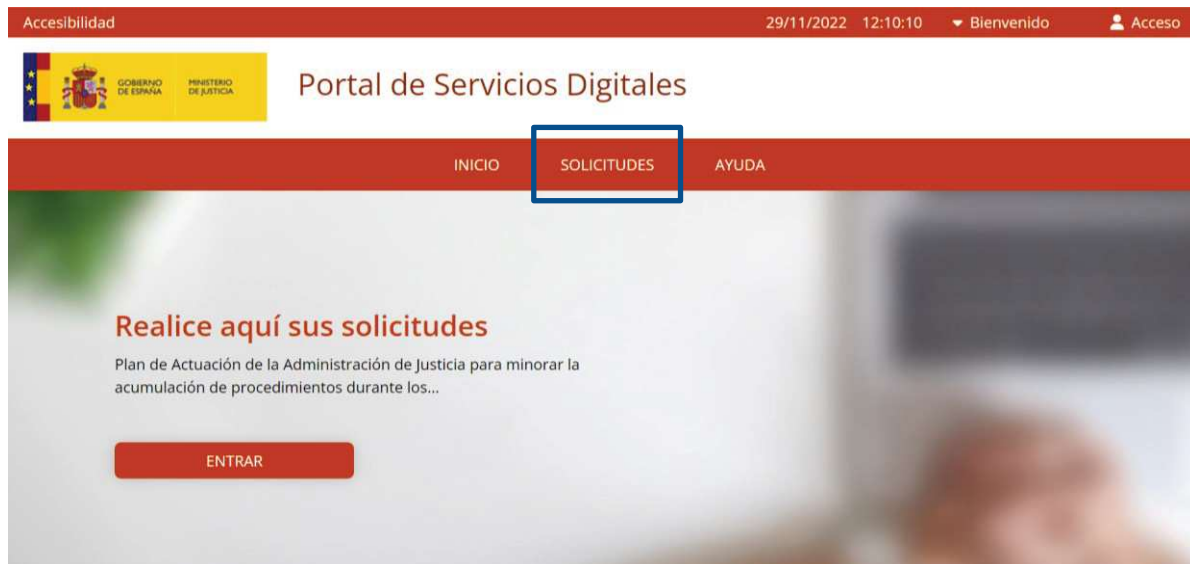 Accesibilidad
29/11/2022 12:10:10 Bienvenido Acceso
GOBIERNO DE ESPAÑA
MINISTERIO DE JUSTICIA
Portal de Servicios Digitales
INICIO SOLICITUDES AYUDA
Realice aquí sus solicitudes
Plan de Actuación de la Administración de Justicia para minorar la
acumulación de procedimientos durante los...
ENTRAR